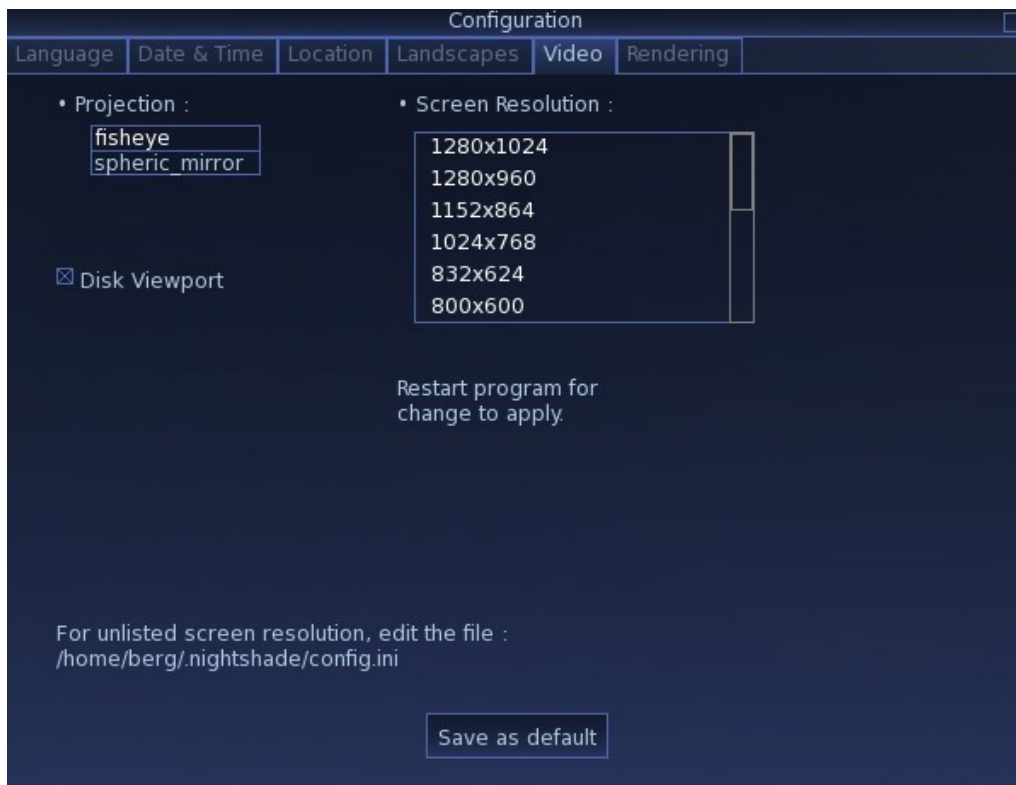 Configuration
Language Date & Time Location Landscapes Video Rendering
• Projection :
fisheye
spheric_mirror
Disk Viewport
• Screen Resolution :
1280x1024
1280x960
1152x864
1024x768
832x624
800x600
Restart program for
change to apply.
For unlisted screen resolution, edit the file :
/home/berg/.nightshade/config.ini
Save as default